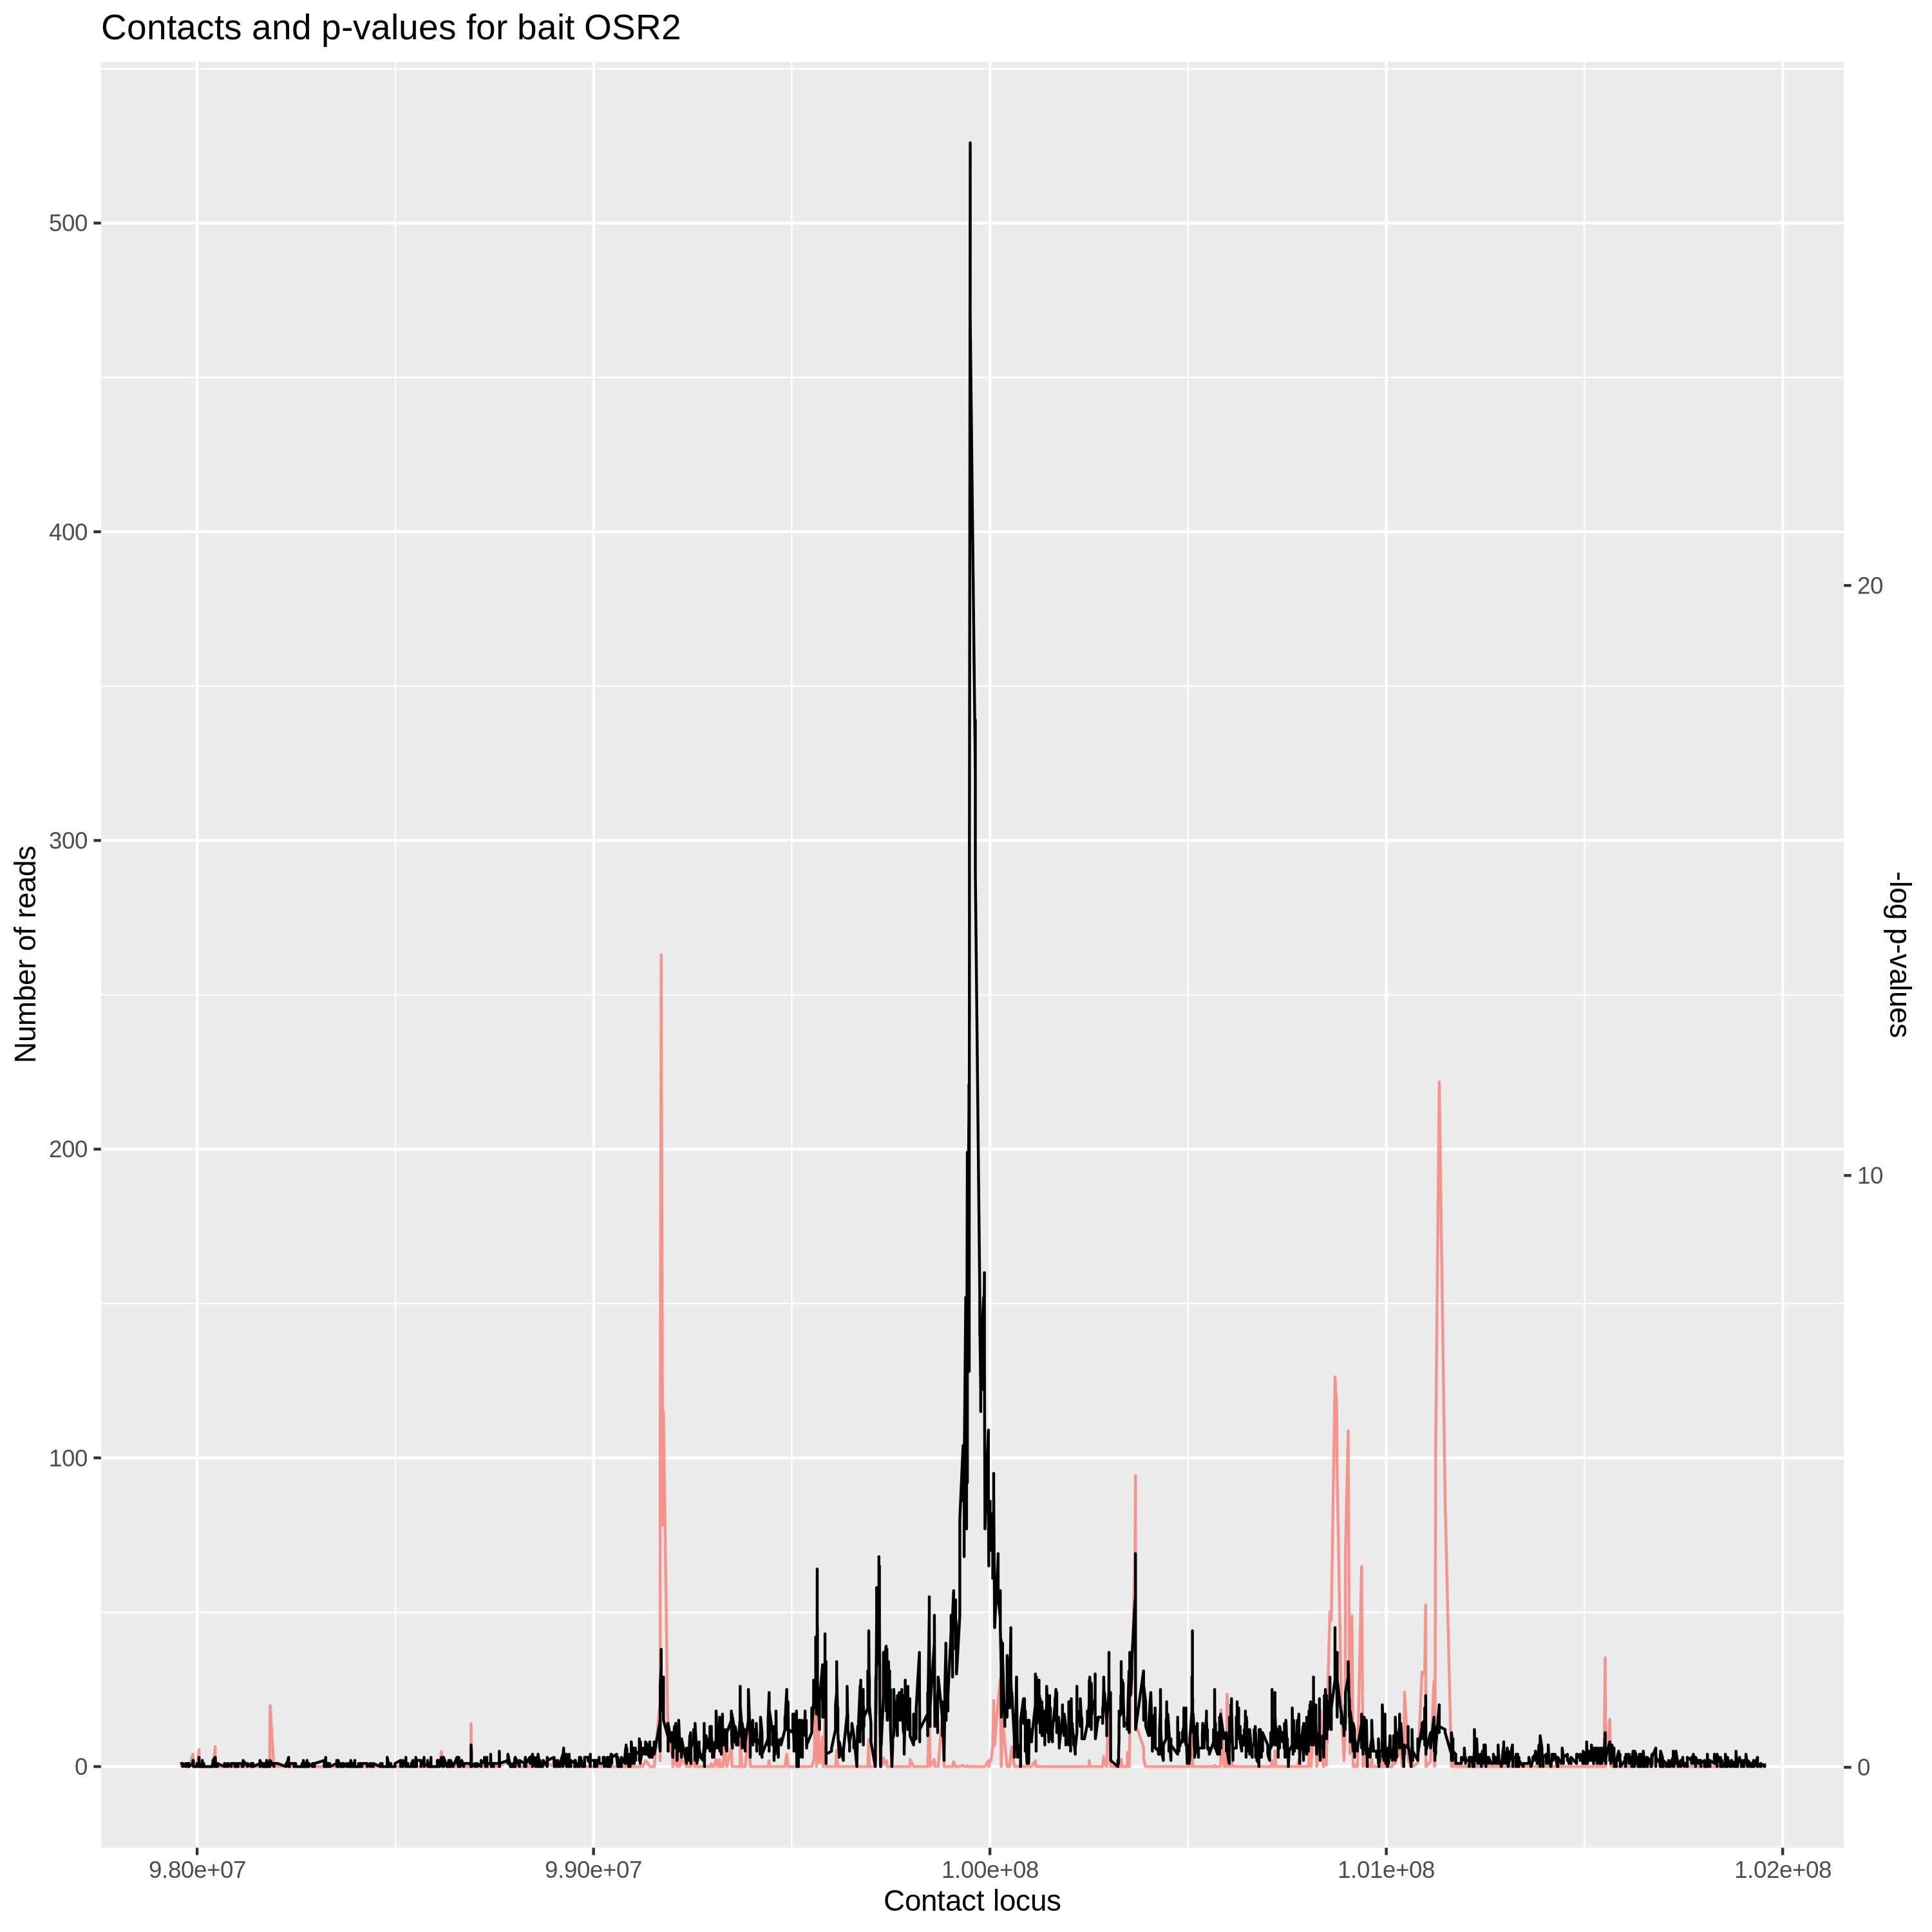 Contacts and p-values for bait OSR2
Number of reads
500
400
300
200
100
0
20
10
0
-log p-values
9.80e+07
9.90e+07
1.00e+08
1.01e+08
1.02e+08
Contact locus